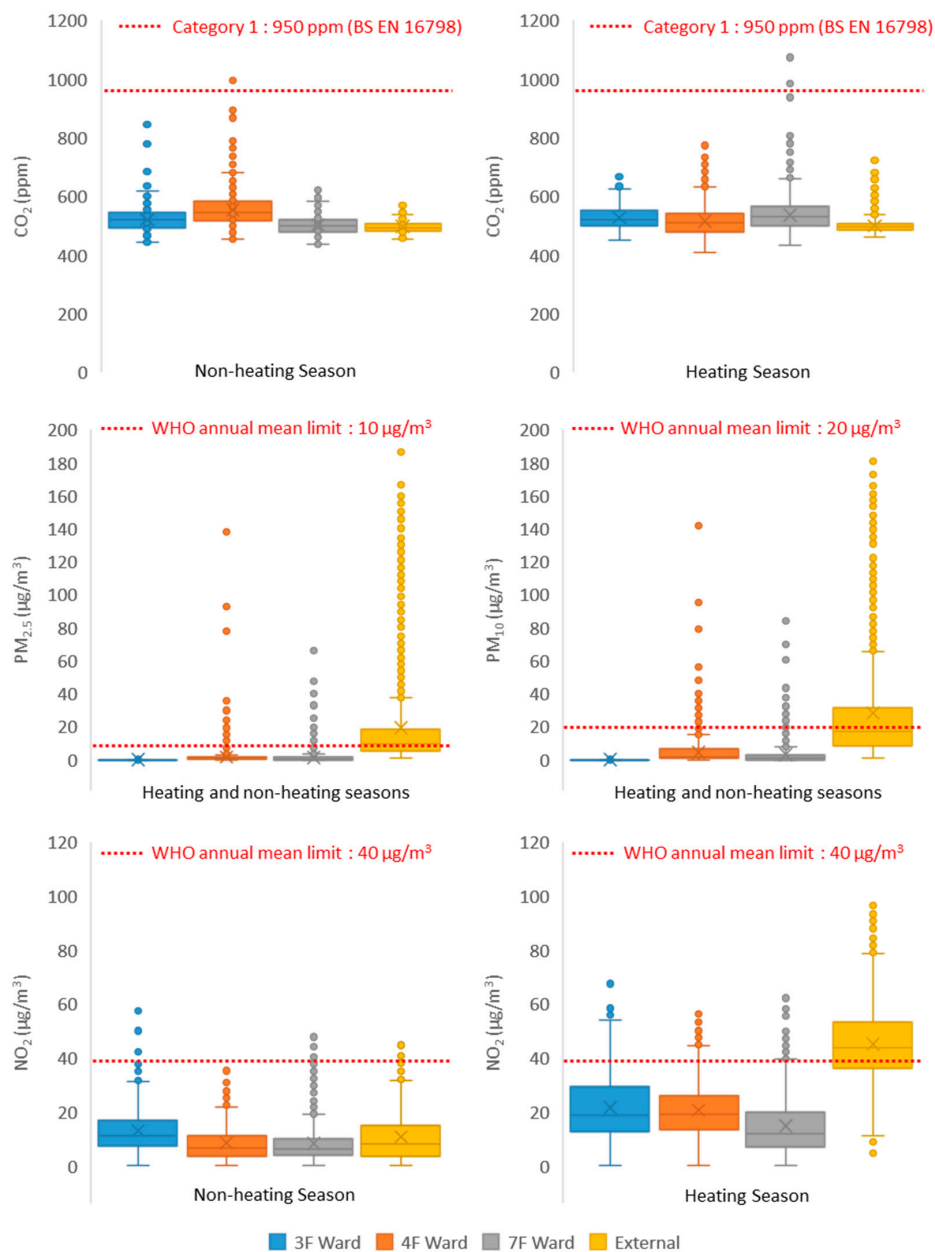 Category 1 : 950 ppm (BS EN 16798)
1200
1000
800
600
400
200
0
CO₂ (ppm)
Non-heating Season
Category 1 : 950 ppm (BS EN 16798)
1200
1000
800
600
400
200
0
CO₂ (ppm)
Heating Season
WHO annual mean limit : 10 µg/m³
200
180
160
140
120
100
80
60
40
20
0
PM₂.₅ (µg/m³)
Heating and non-heating seasons
WHO annual mean limit : 20 µg/m³
200
180
160
140
120
100
80
60
40
20
0
PM₁₀ (µg/m³)
Heating and non-heating seasons
WHO annual mean limit : 40 µg/m³
120
100
80
60
40
20
0
NO₂ (µg/m³)
Non-heating Season
WHO annual mean limit : 40 µg/m³
120
100
80
60
40
20
0
NO₂ (µg/m³)
Heating Season
3F Ward 4F Ward 7F Ward External